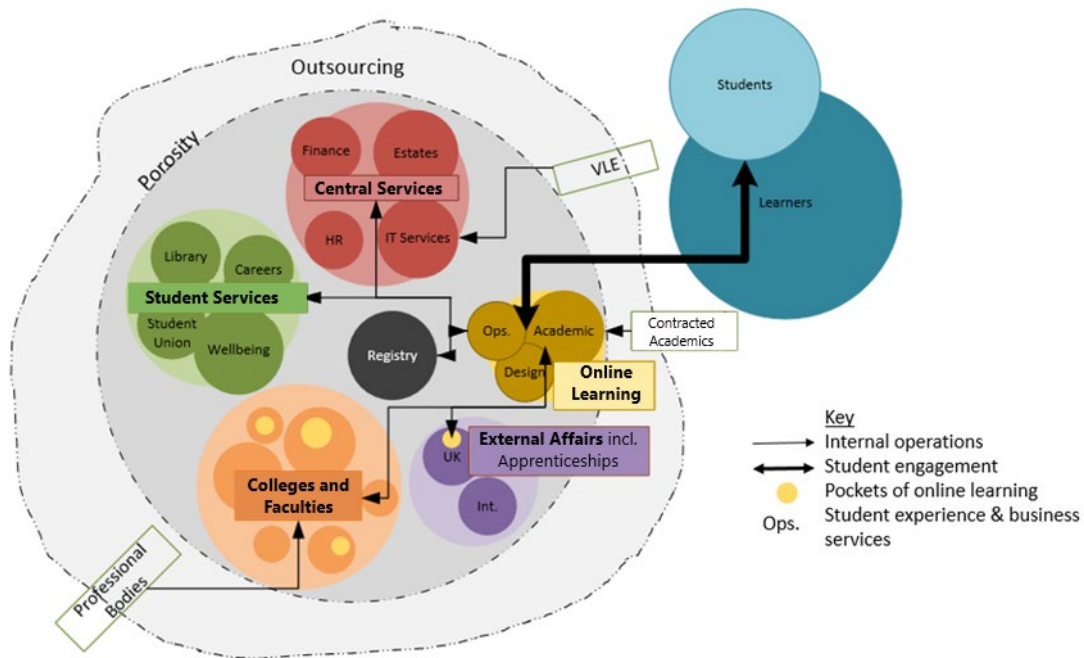 Outsourcing
Porosity
Students
Learners
Finance
Estates
Central Services
HR
IT Services
VLE
Library
Careers
Student Services
Student
Union
Wellbeing
Registry
Ops.
Academic
Design
Online
Learning
Contracted
Academics
External Affairs incl.
Apprenticeships
UK
Int.
Colleges and
Faculties
Professional
Bodies
Key
Internal operations
Student engagement
Pockets of online learning
Ops.
Student experience & business
services